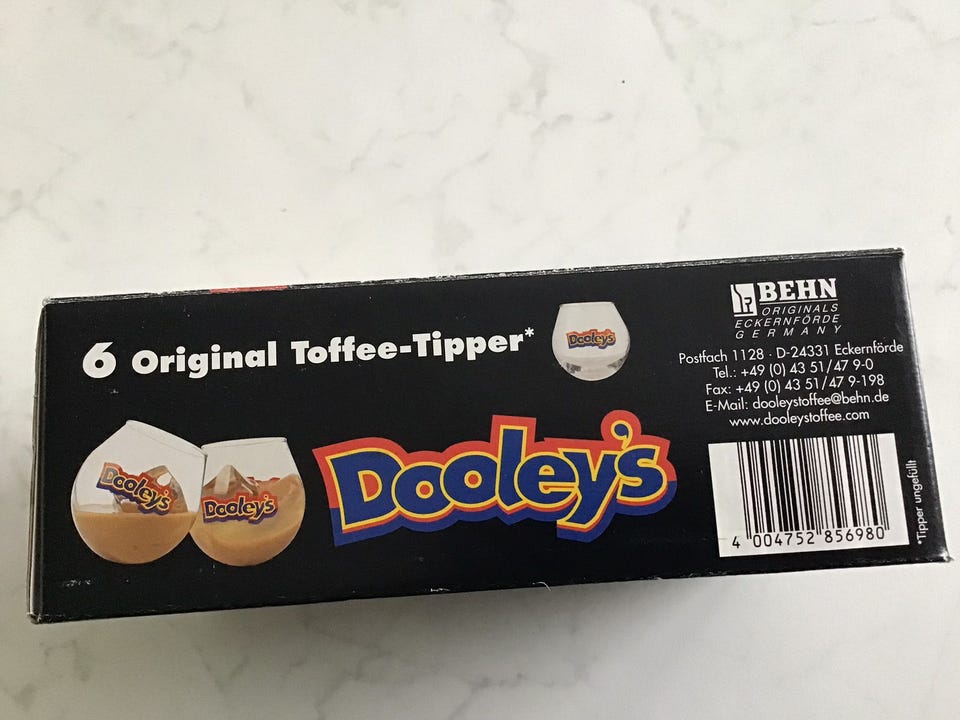 6 Original Toffee-Tipper*
Dooley's
BEHN
ORIGINALS
ECKERNFÖRDE
GERMANY
Postfach 1128 · D-24331 Eckernförde
Tel.: +49 (0) 43 51/47 9-0
Fax: +49 (0) 43 51/47 9-198
E-Mail: dooleystoffee@behn.de
www.dooleystoffee.com
Dooley's
Dooley's
Dooley's
4 004752 856980
*Tipper ungefüllt